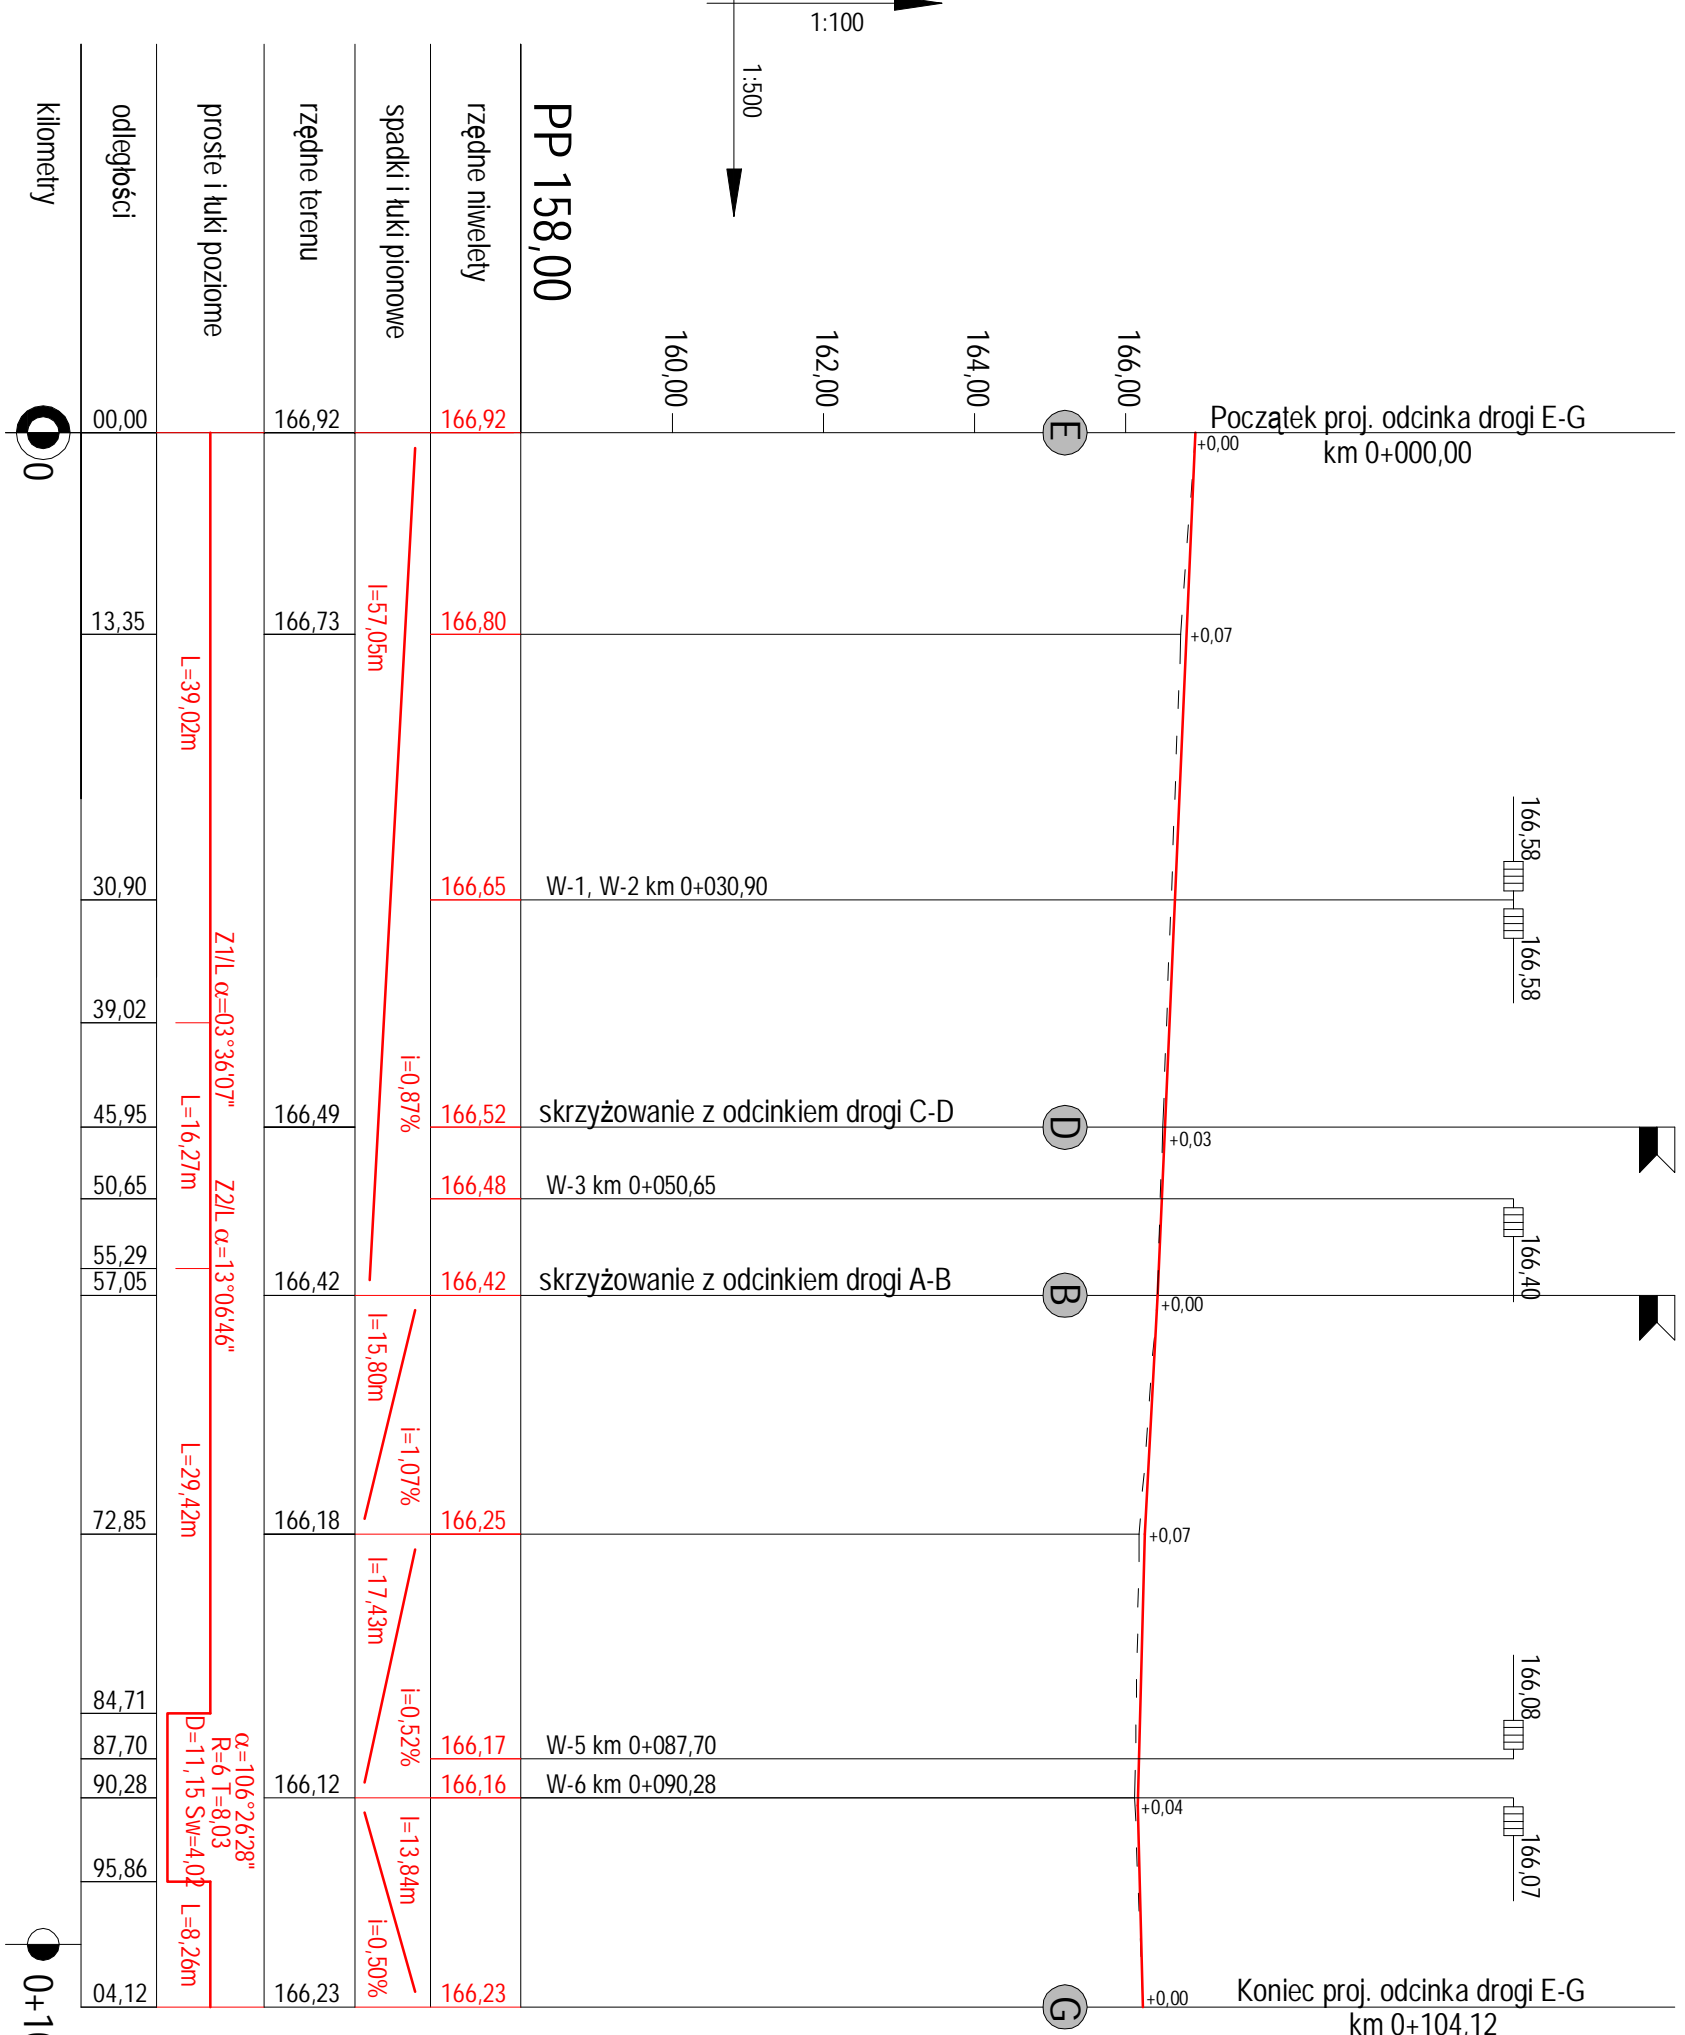 1:100
1:500
PP 158,00
160,00
162,00
164,00
166,00
rzędne niwelety
166,92
166,80
166,65
166,52
166,48
166,42
166,25
166,17
166,16
166,23
spadki i łuki pionowe
l=57,05m
i=0,87%
l=15,80m
i=1,07%
l=17,43m
i=0,52%
l=13,84m
i=0,50%
rzędne terenu
166,92
166,73
166,49
166,42
166,18
166,12
166,23
proste i łuki poziome
L=39,02m
Z1/L α=03°36'07"
L=16,27m
Z2/L α=13°06'46"
L=29,42m
α=106°26'28"
R=6 T=8,03
D=11,15 Sw=4,02
L=8,26m
odległości
00,00
13,35
30,90
39,02
45,95
50,65
55,29
57,05
72,85
84,71
87,70
90,28
95,86
04,12
kilometry
0
Początek proj. odcinka drogi E-G
km 0+000,00
E
+0,00
+0,07
W-1, W-2 km 0+030,90
166,58
166,58
skrzyżowanie z odcinkiem drogi C-D
D
+0,03
W-3 km 0+050,65
166,40
skrzyżowanie z odcinkiem drogi A-B
B
+0,00
+0,07
W-5 km 0+087,70
166,08
W-6 km 0+090,28
+0,04
166,07
G
+0,00
Koniec proj. odcinka drogi E-G
km 0+104,12